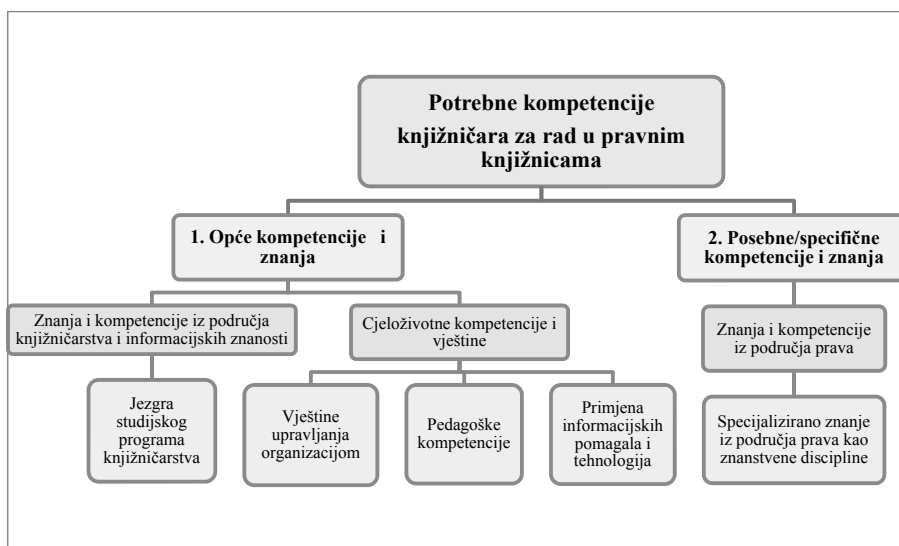 Potrebne kompetencije
knjižničara za rad u pravnim
knjižnicama
1. Opće kompetencije i
znanja
2. Posebne/specifične
kompetencije i znanja
Znanja i kompetencije iz područja
knjižničarstva i informacijskih znanosti
Cjeloživotne kompetencije i
vještine
Znanja i kompetencije
iz područja prava
Jezgra
studijskog
programa
knjižničarstva
Vještine
upravljanja
organizacijom
Pedagoške
kompetencije
Primjena
informacijskih
pomagala i
tehnologija
Specijalizirano znanje
iz područja prava kao
znanstvene discipline